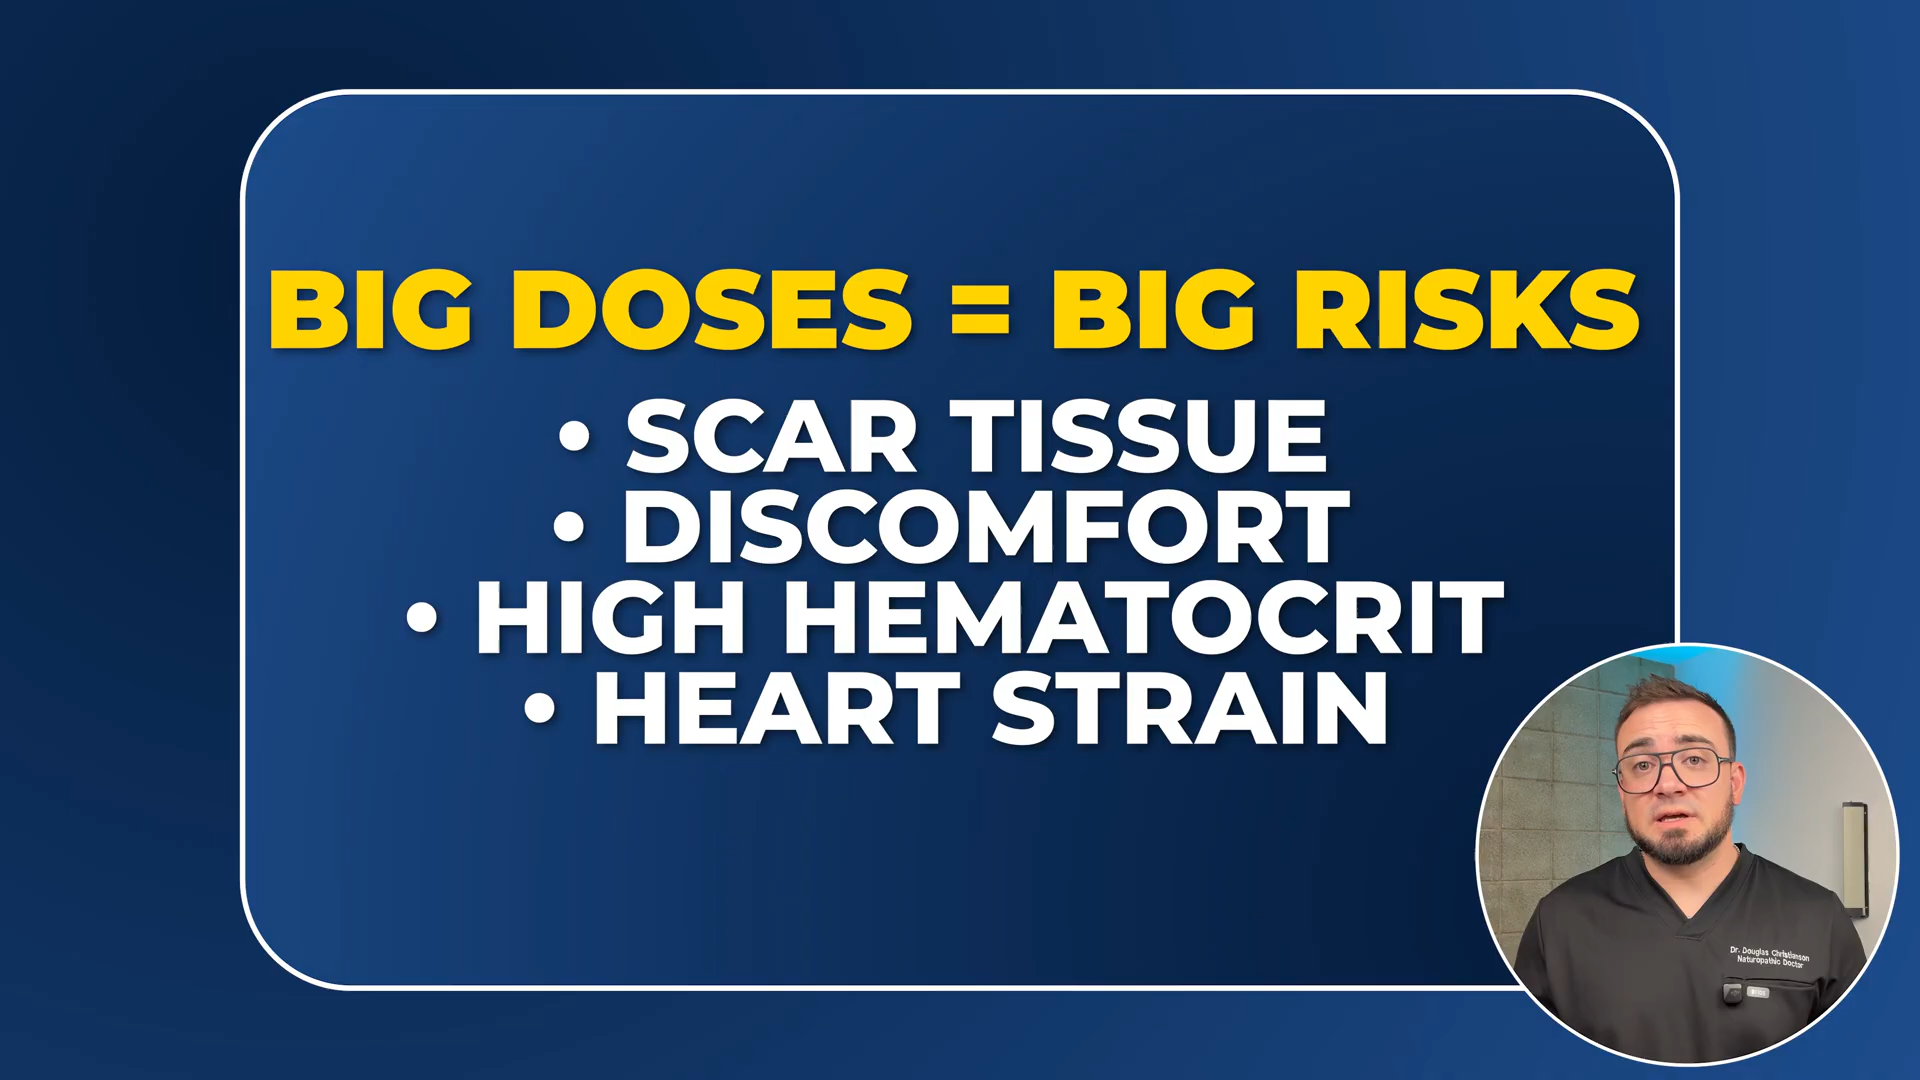 BIG DOSES = BIG RISKS
• SCAR TISSUE
• DISCOMFORT
• HIGH HEMATOCRIT
• HEART STRAIN
Dr. Douglas Christianson
Naturopathic Doctor